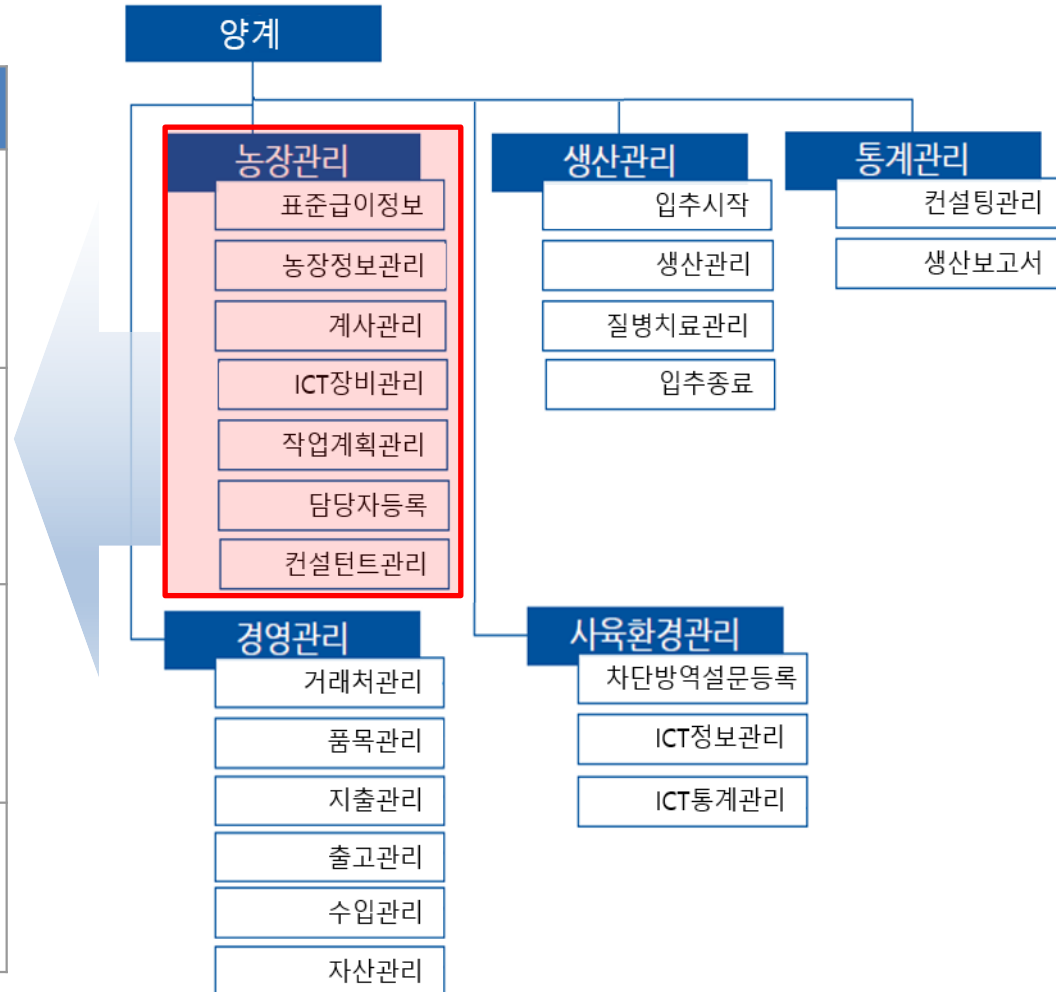 양계
농장관리
표준급이정보
농장정보관리
계사관리
ICT장비관리
작업계획관리
담당자등록
컨설턴트관리
생산관리
입추시작
생산관리
질병치료관리
입추종료
통계관리
컨설팅관리
생산보고서
경영관리
거래처관리
품목관리
지출관리
출고관리
수입관리
자산관리
사육환경관리
차단방역설문등록
ICT정보관리
ICT통계관리